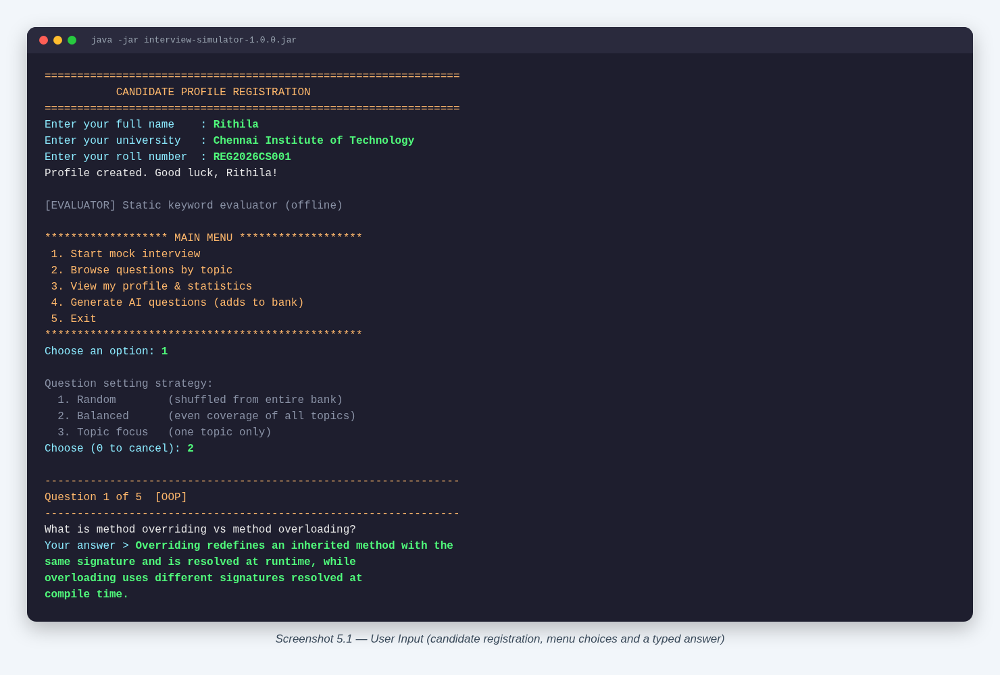 java -jar interview-simulator-1.0.0.jar
================================================================
           CANDIDATE PROFILE REGISTRATION
================================================================
Enter your full name    : Rithila
Enter your university   : Chennai Institute of Technology
Enter your roll number  : REG2026CS001
Profile created. Good luck, Rithila!
[EVALUATOR] Static keyword evaluator (offline)
******************* MAIN MENU *******************
 1. Start mock interview
 2. Browse questions by topic
 3. View my profile & statistics
 4. Generate AI questions (adds to bank)
 5. Exit
*************************************************
Choose an option: 1
Question setting strategy:
  1. Random        (shuffled from entire bank)
  2. Balanced      (even coverage of all topics)
  3. Topic focus   (one topic only)
Choose (0 to cancel): 2
----------------------------------------------------------------
Question 1 of 5  [OOP]
----------------------------------------------------------------
What is method overriding vs method overloading?
Your answer > Overriding redefines an inherited method with the
same signature and is resolved at runtime, while
overloading uses different signatures resolved at
compile time.
Screenshot 5.1 — User Input (candidate registration, menu choices and a typed answer)